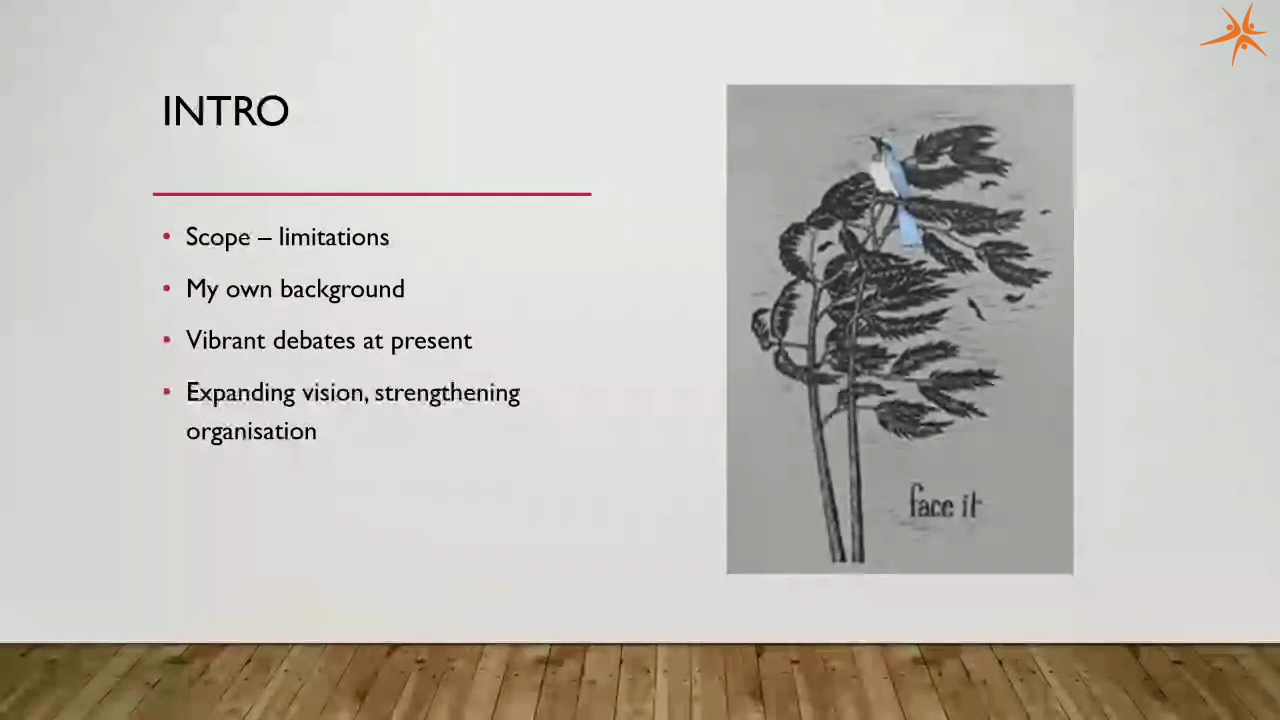 INTRO
• Scope – limitations
• My own background
• Vibrant debates at present
• Expanding vision, strengthening
organisation
face it